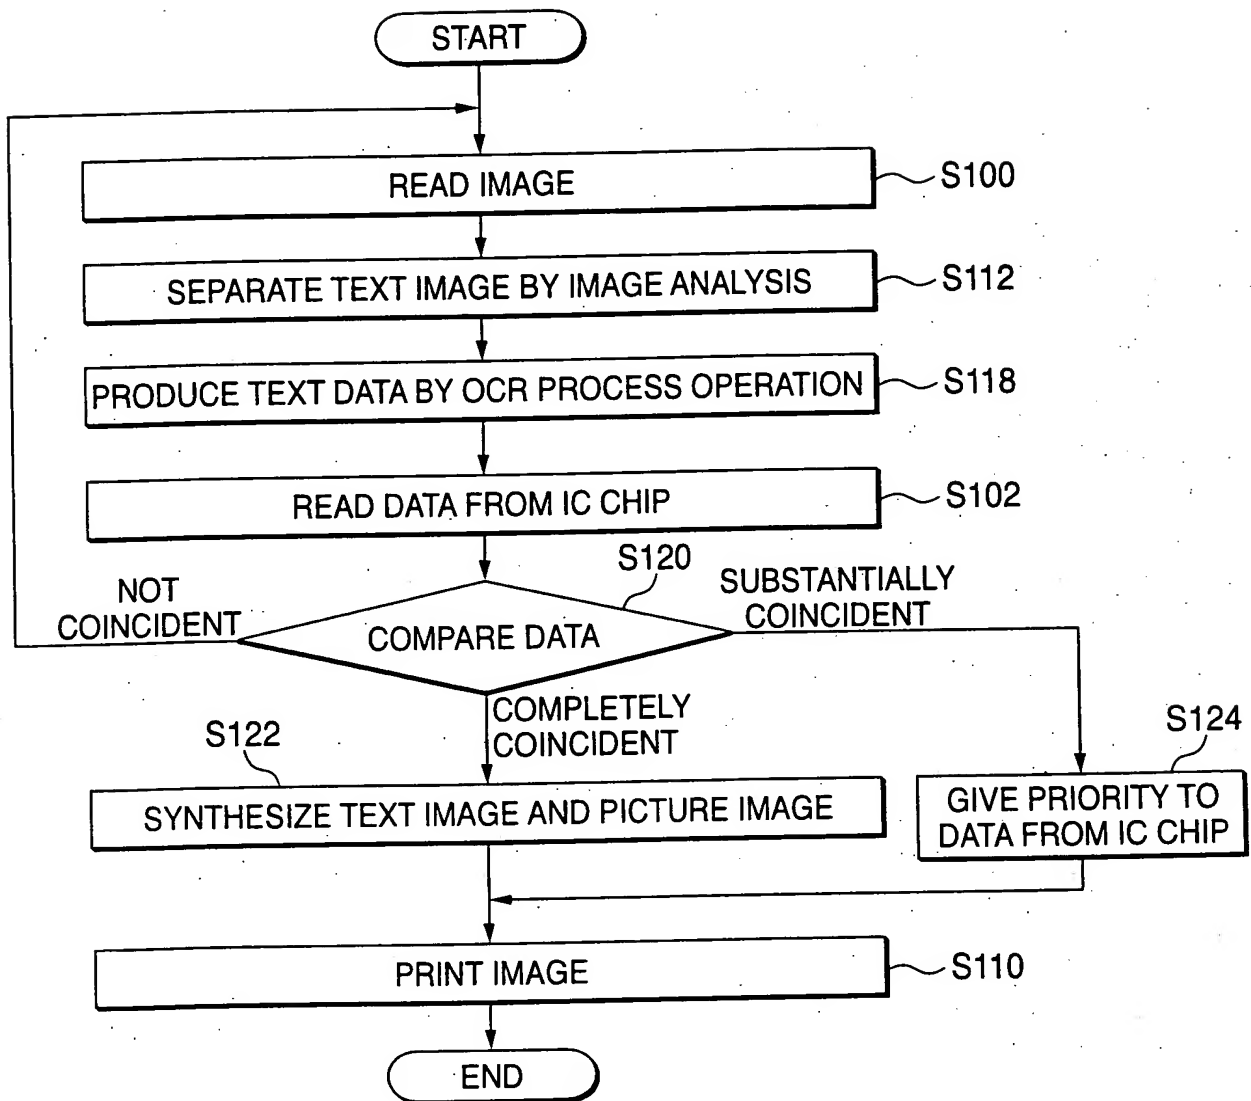 START
READ IMAGE
S100
SEPARATE TEXT IMAGE BY IMAGE ANALYSIS
S112
PRODUCE TEXT DATA BY OCR PROCESS OPERATION
S118
READ DATA FROM IC CHIP
S102
S120
NOT
COINCIDENT
COMPARE DATA
SUBSTANTIALLY
COINCIDENT
COMPLETELY
COINCIDENT
S122
SYNTHESIZE TEXT IMAGE AND PICTURE IMAGE
S124
GIVE PRIORITY TO
DATA FROM IC CHIP
PRINT IMAGE
S110
END